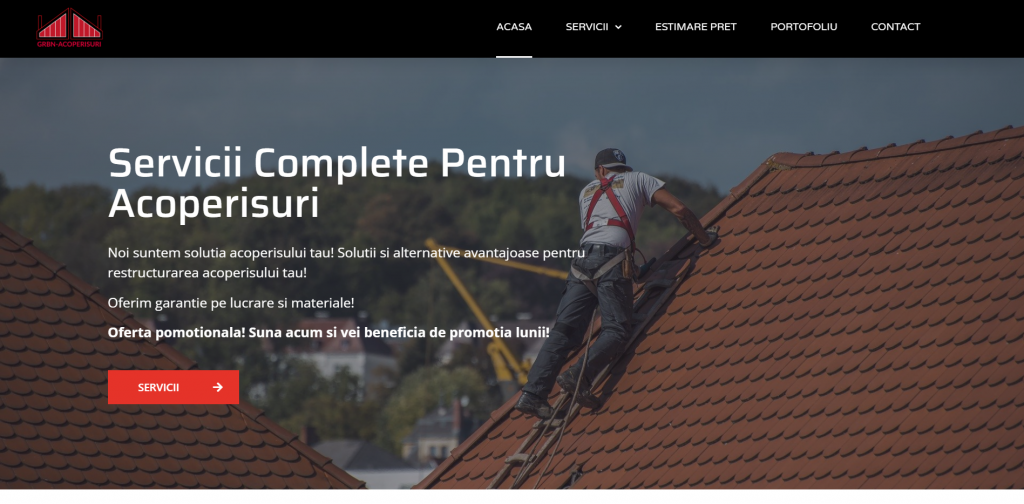 GRBN-ACOPERISURI
ACASA
SERVICII
ESTIMARE PRET
PORTOFOLIU
CONTACT
Servicii Complete Pentru
Acoperisuri
Noi suntem solutia acoperisului tau! Solutii si alternative avantajoase pentru
restructurarea acoperisului tau!
Oferim garantie pe lucrare si materiale!
Oferta pomotionala! Suna acum si vei beneficia de promotia lunii!
SERVICII